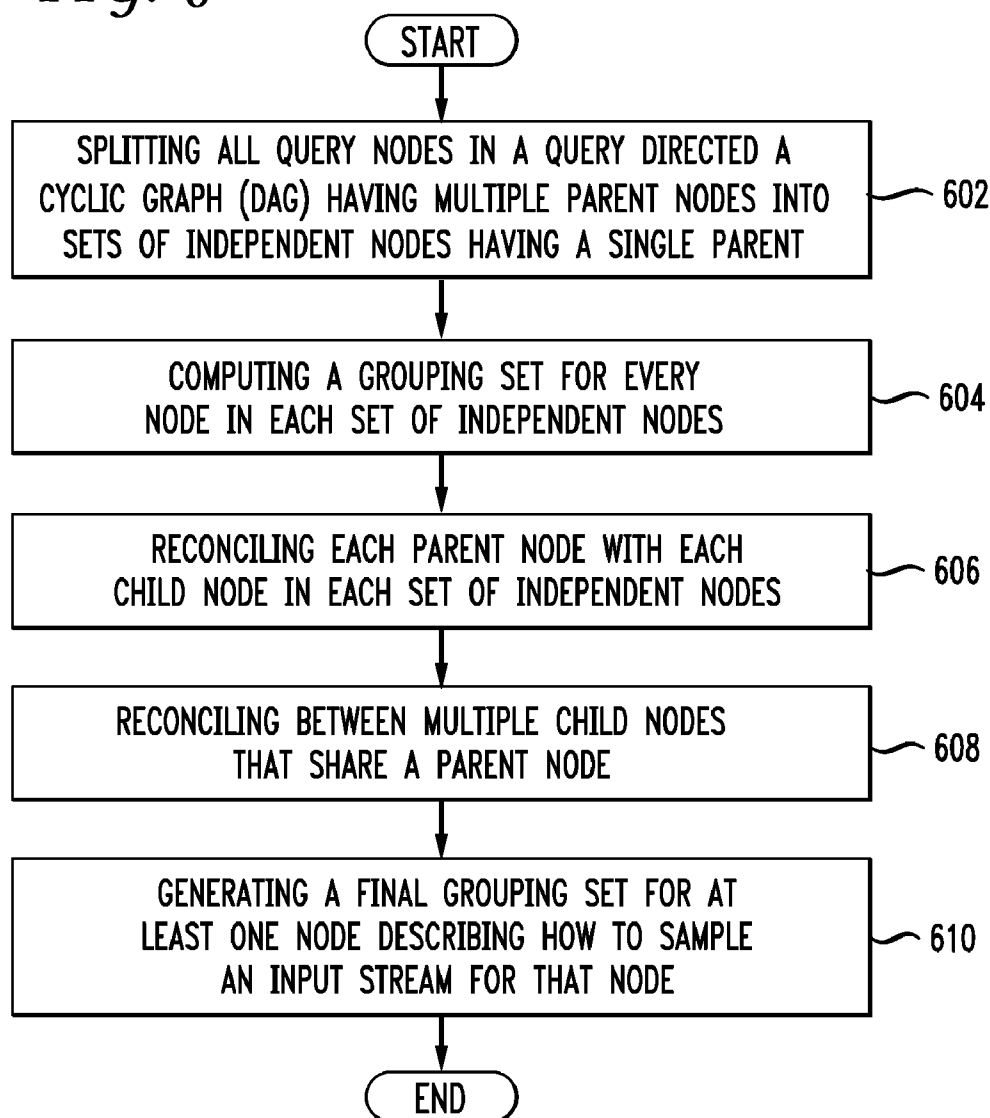 START
SPLITTING ALL QUERY NODES IN A QUERY DIRECTED A
CYCLIC GRAPH (DAG) HAVING MULTIPLE PARENT NODES INTO
SETS OF INDEPENDENT NODES HAVING A SINGLE PARENT
602
COMPUTING A GROUPING SET FOR EVERY
NODE IN EACH SET OF INDEPENDENT NODES
604
RECONCILING EACH PARENT NODE WITH EACH
CHILD NODE IN EACH SET OF INDEPENDENT NODES
606
RECONCILING BETWEEN MULTIPLE CHILD NODES
THAT SHARE A PARENT NODE
608
GENERATING A FINAL GROUPING SET FOR AT
LEAST ONE NODE DESCRIBING HOW TO SAMPLE
AN INPUT STREAM FOR THAT NODE
610
END